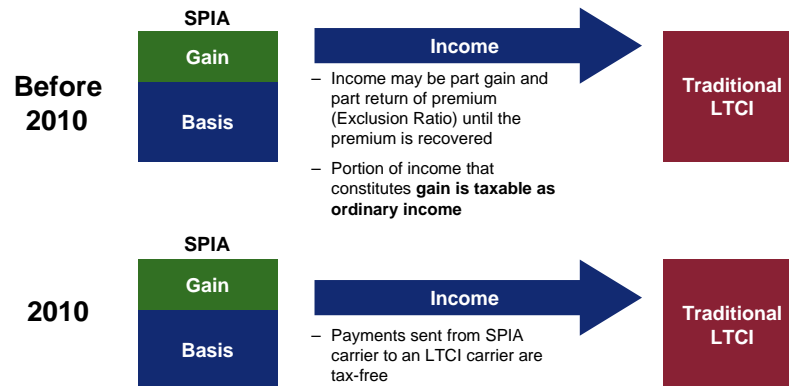 SPIA
Gain
Basis
Before
2010
Income
– Income may be part gain and
part return of premium
(Exclusion Ratio) until the
premium is recovered
– Portion of income that
constitutes gain is taxable as
ordinary income
Traditional
LTCI
SPIA
Gain
Basis
2010
Income
– Payments sent from SPIA
carrier to an LTCI carrier are
tax-free
Traditional
LTCI